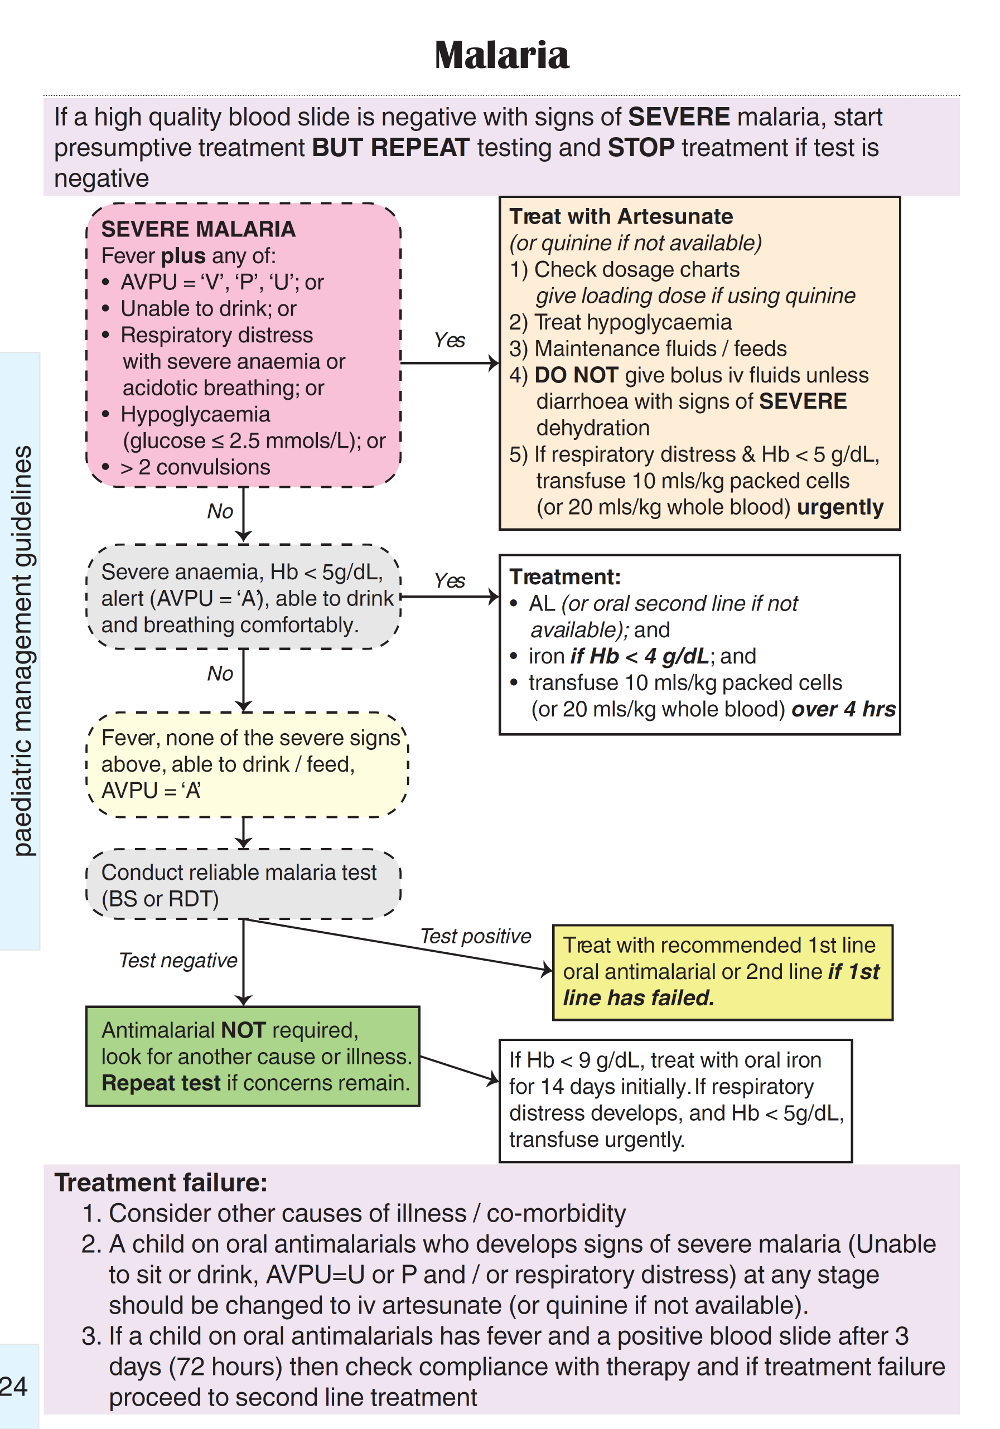 Malaria
If a high quality blood slide is negative with signs of SEVERE malaria, start
presumptive treatment BUT REPEAT testing and STOP treatment if test is
negative
SEVERE MALARIA
Fever plus any of:
• AVPU = ‘V’, ‘P’, ‘U’; or
• Unable to drink; or
• Respiratory distress
with severe anaemia or
acidotic breathing; or
• Hypoglycaemia
(glucose ≤ 2.5 mmols/L); or
• > 2 convulsions
Yes
Treat with Artesunate
(or quinine if not available)
1) Check dosage charts
give loading dose if using quinine
2) Treat hypoglycaemia
3) Maintenance fluids / feeds
4) DO NOT give bolus iv fluids unless
diarrhoea with signs of SEVERE
dehydration
5) If respiratory distress & Hb < 5 g/dL,
transfuse 10 mls/kg packed cells
(or 20 mls/kg whole blood) urgently
No
Severe anaemia, Hb < 5g/dL,
alert (AVPU = ‘A’), able to drink
and breathing comfortably.
Yes
Treatment:
• AL (or oral second line if not
available); and
• iron if Hb < 4 g/dL; and
• transfuse 10 mls/kg packed cells
(or 20 mls/kg whole blood) over 4 hrs
No
Fever, none of the severe signs
above, able to drink / feed,
AVPU = ‘A’
Conduct reliable malaria test
(BS or RDT)
Test positive
Test negative
Treat with recommended 1st line
oral antimalarial or 2nd line if 1st
line has failed.
Antimalarial NOT required,
look for another cause or illness.
Repeat test if concerns remain.
If Hb < 9 g/dL, treat with oral iron
for 14 days initially. If respiratory
distress develops, and Hb < 5g/dL,
transfuse urgently.
Treatment failure:
1. Consider other causes of illness / co-morbidity
2. A child on oral antimalarials who develops signs of severe malaria (Unable
to sit or drink, AVPU=U or P and / or respiratory distress) at any stage
should be changed to iv artesunate (or quinine if not available).
3. If a child on oral antimalarials has fever and a positive blood slide after 3
days (72 hours) then check compliance with therapy and if treatment failure
proceed to second line treatment
paediatric management guidelines
24